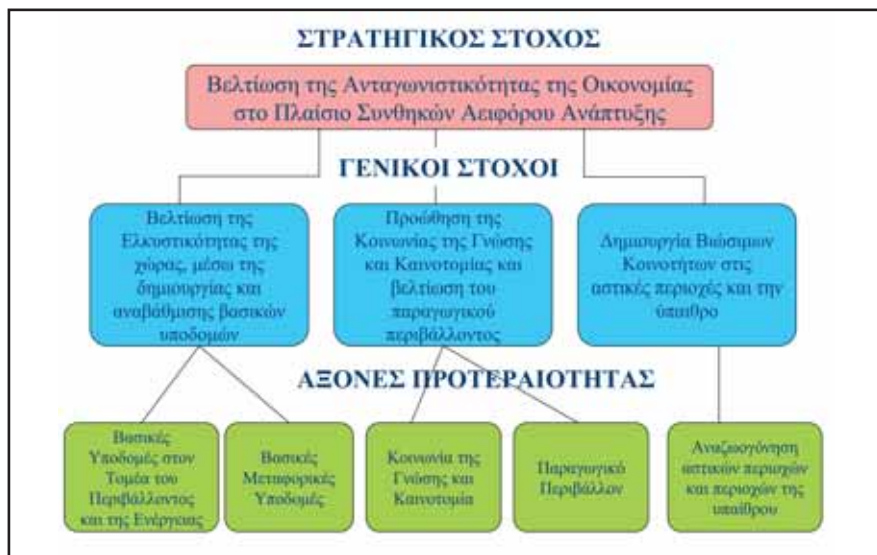 ΣΤΡΑΤΗΓΙΚΟΣ ΣΤΟΧΟΣ
Βελτίωση της Ανταγωνιστικότητας της Οικονομίας
στο Πλαίσιο Συνθηκών Αειφόρου Ανάπτυξης
ΓΕΝΙΚΟΙ ΣΤΟΧΟΙ
Βελτίωση της
Ελκυστικότητας της
χώρας, μέσω της
δημιουργίας και
αναβάθμισης βασικών
υποδομών
Προώθηση της
Κοινωνίας της Γνώσης
και Καινοτομίας και
βελτίωση του
παραγωγικού
περιβάλλοντος
Δημιουργία Βιώσιμων
Κοινοτήτων στις
αστικές περιοχές και την
ύπαιθρο
ΑΞΟΝΕΣ ΠΡΟΤΕΡΑΙΟΤΗΤΑΣ
Βασικές
Υποδομές στον
Τομέα του
Περιβάλλοντος
και της Ενέργειας
Βασικές
Μεταφορικές
Υποδομές
Κοινωνία της
Γνώσης και
Καινοτομία
Παραγωγικό
Περιβάλλον
Αναζωογόνηση
αστικών περιοχών
και περιοχών της
υπαίθρου